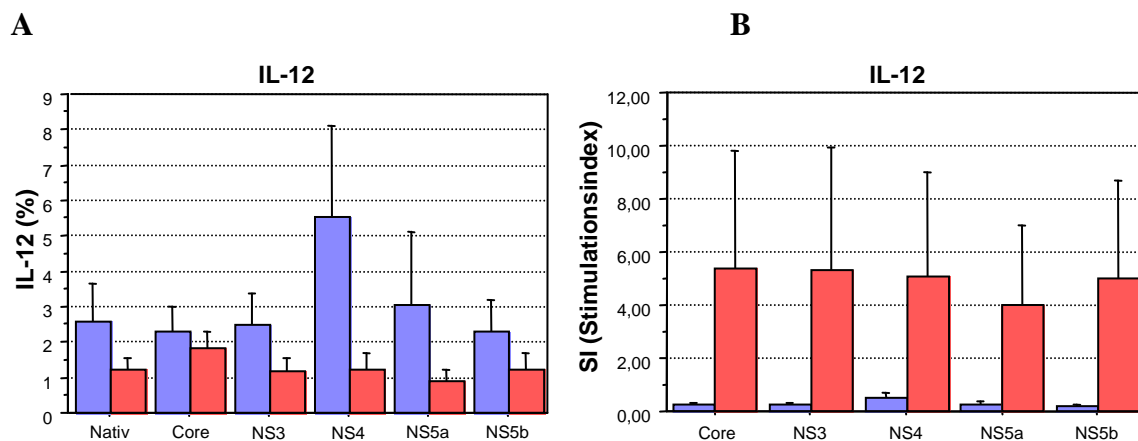 A
B
IL-12
IL-12 (%)
9
8
7
6
5
4
3
2
1
0
Nativ Core NS3 NS4 NS5a NS5b
IL-12
SI (Stimulationsindex)
12,00
10,00
8,00
6,00
4,00
2,00
0,00
Core NS3 NS4 NS5a NS5b